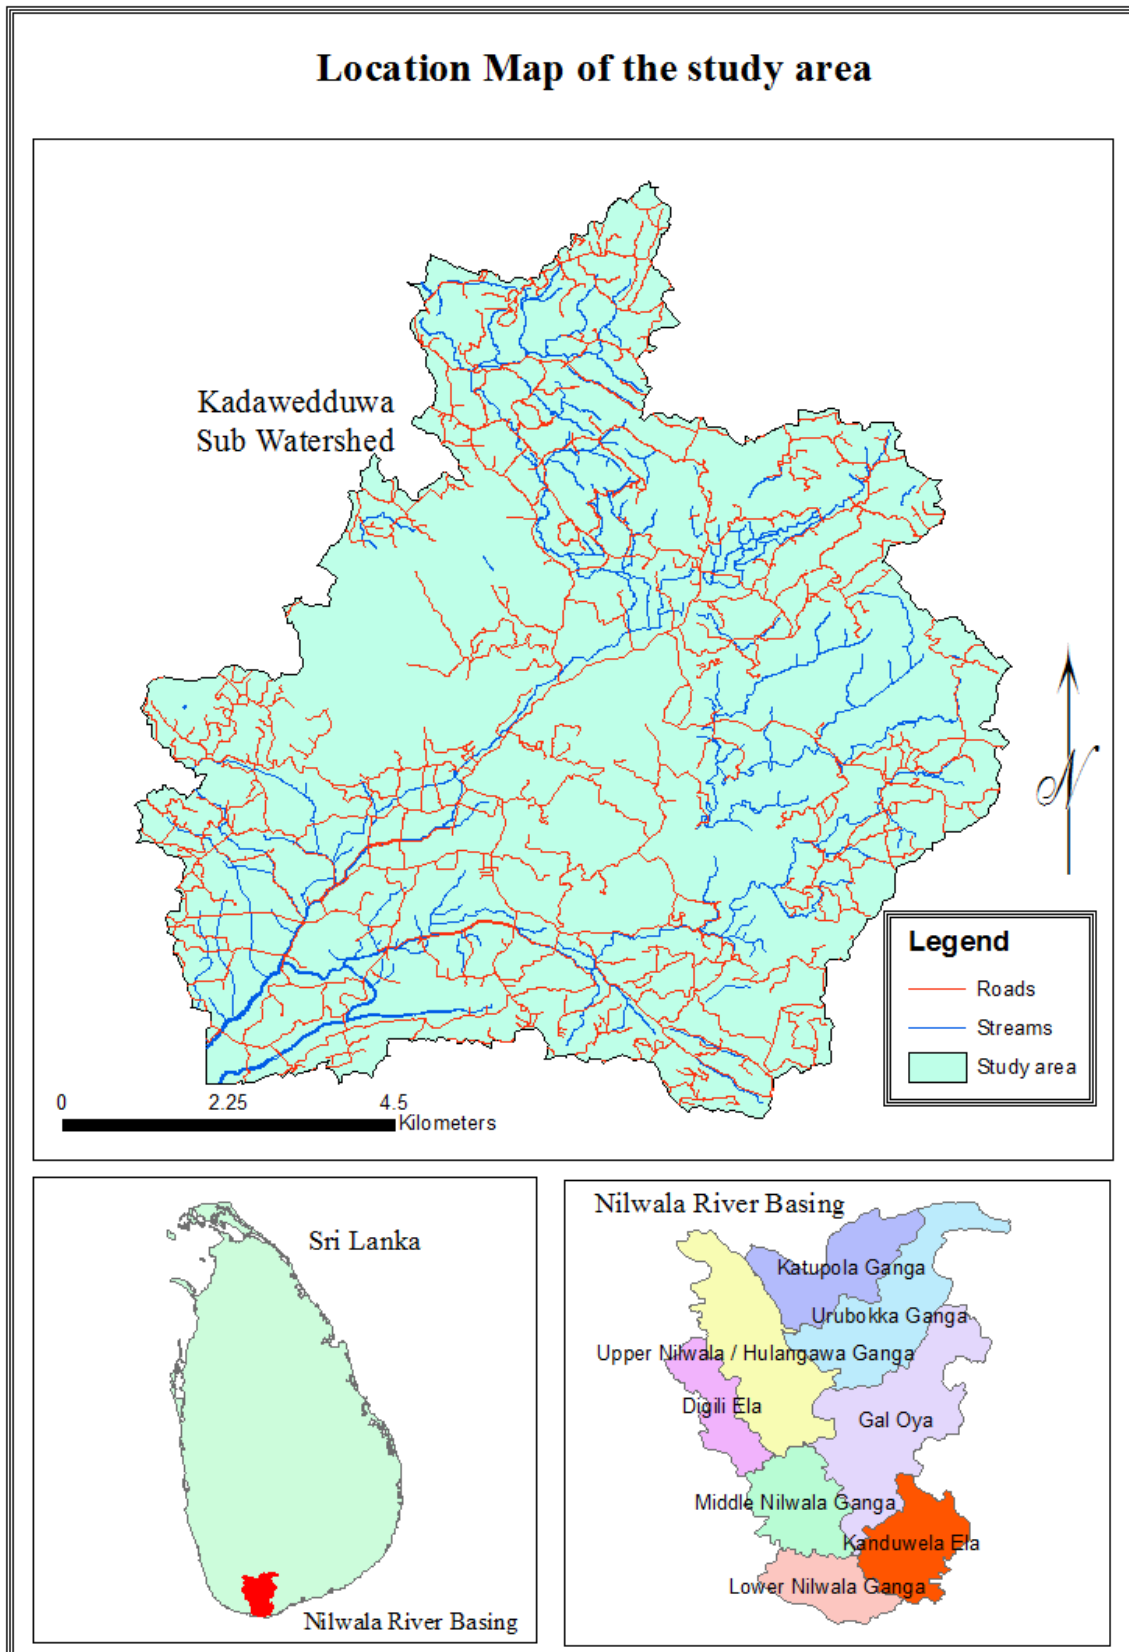 Location Map of the study area
Kadawedduwa
Sub Watershed
N
Legend
Roads
Streams
Study area
0 2.25 4.5
Kilometers
Sri Lanka
Nilwala River Basing
Nilwala River Basing
Katupola Ganga
Urubokka Ganga
Upper Nilwala / Hulangawa Ganga
Digili Ela
Gal Oya
Middle Nilwala Ganga
Kanduwela Ela
Lower Nilwala Ganga